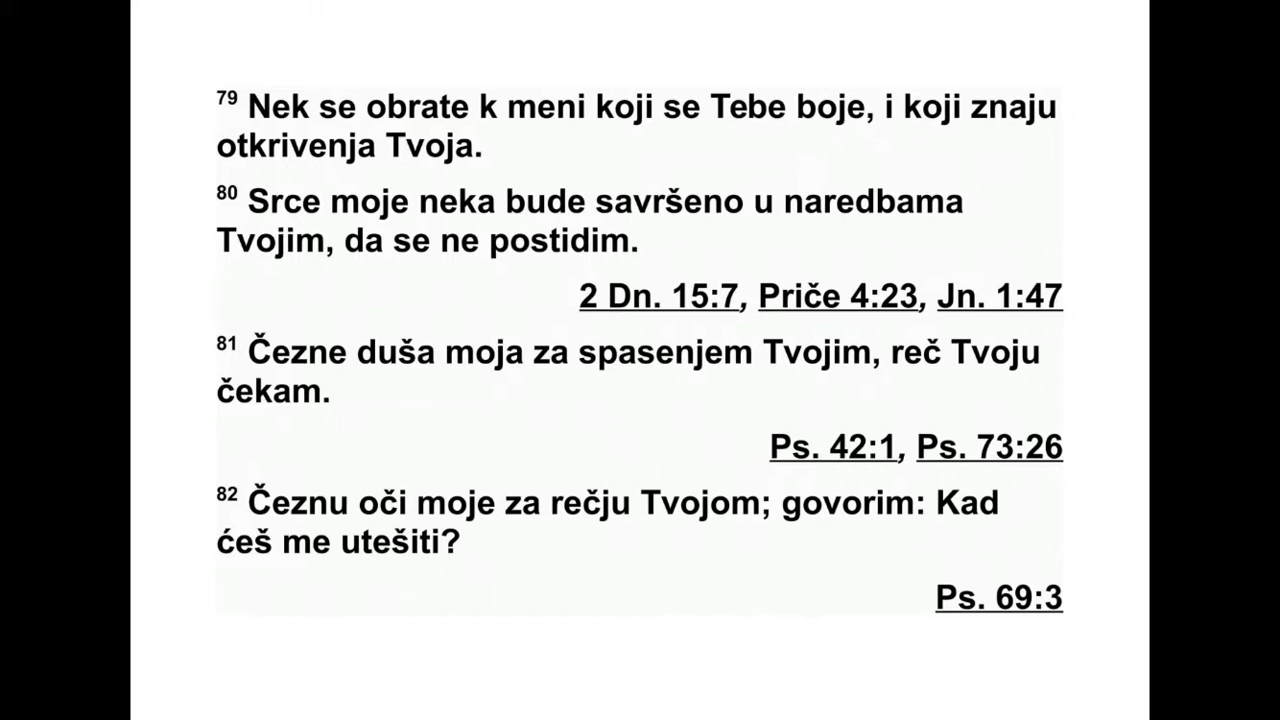 79 Nek se obrate k meni koji se Tebe boje, i koji znaju
otkrivenja Tvoja.
80 Srce moje neka bude savršeno u naredbama
Tvojim, da se ne postidim.
2 Dn. 15:7, Priče 4:23, Jn. 1:47
81 Čezne duša moja za spasenjem Tvojim, reč Tvoju
čekam.
Ps. 42:1, Ps. 73:26
82 Čeznu oči moje za rečju Tvojom; govorim: Kad
ćeš me utešiti?
Ps. 69:3